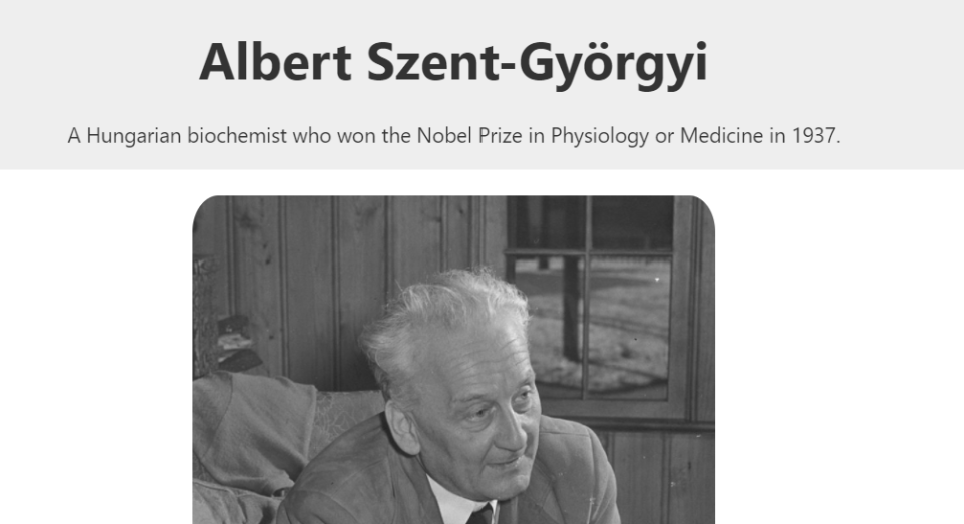 Albert Szent-Györgyi
A Hungarian biochemist who won the Nobel Prize in Physiology or Medicine in 1937.